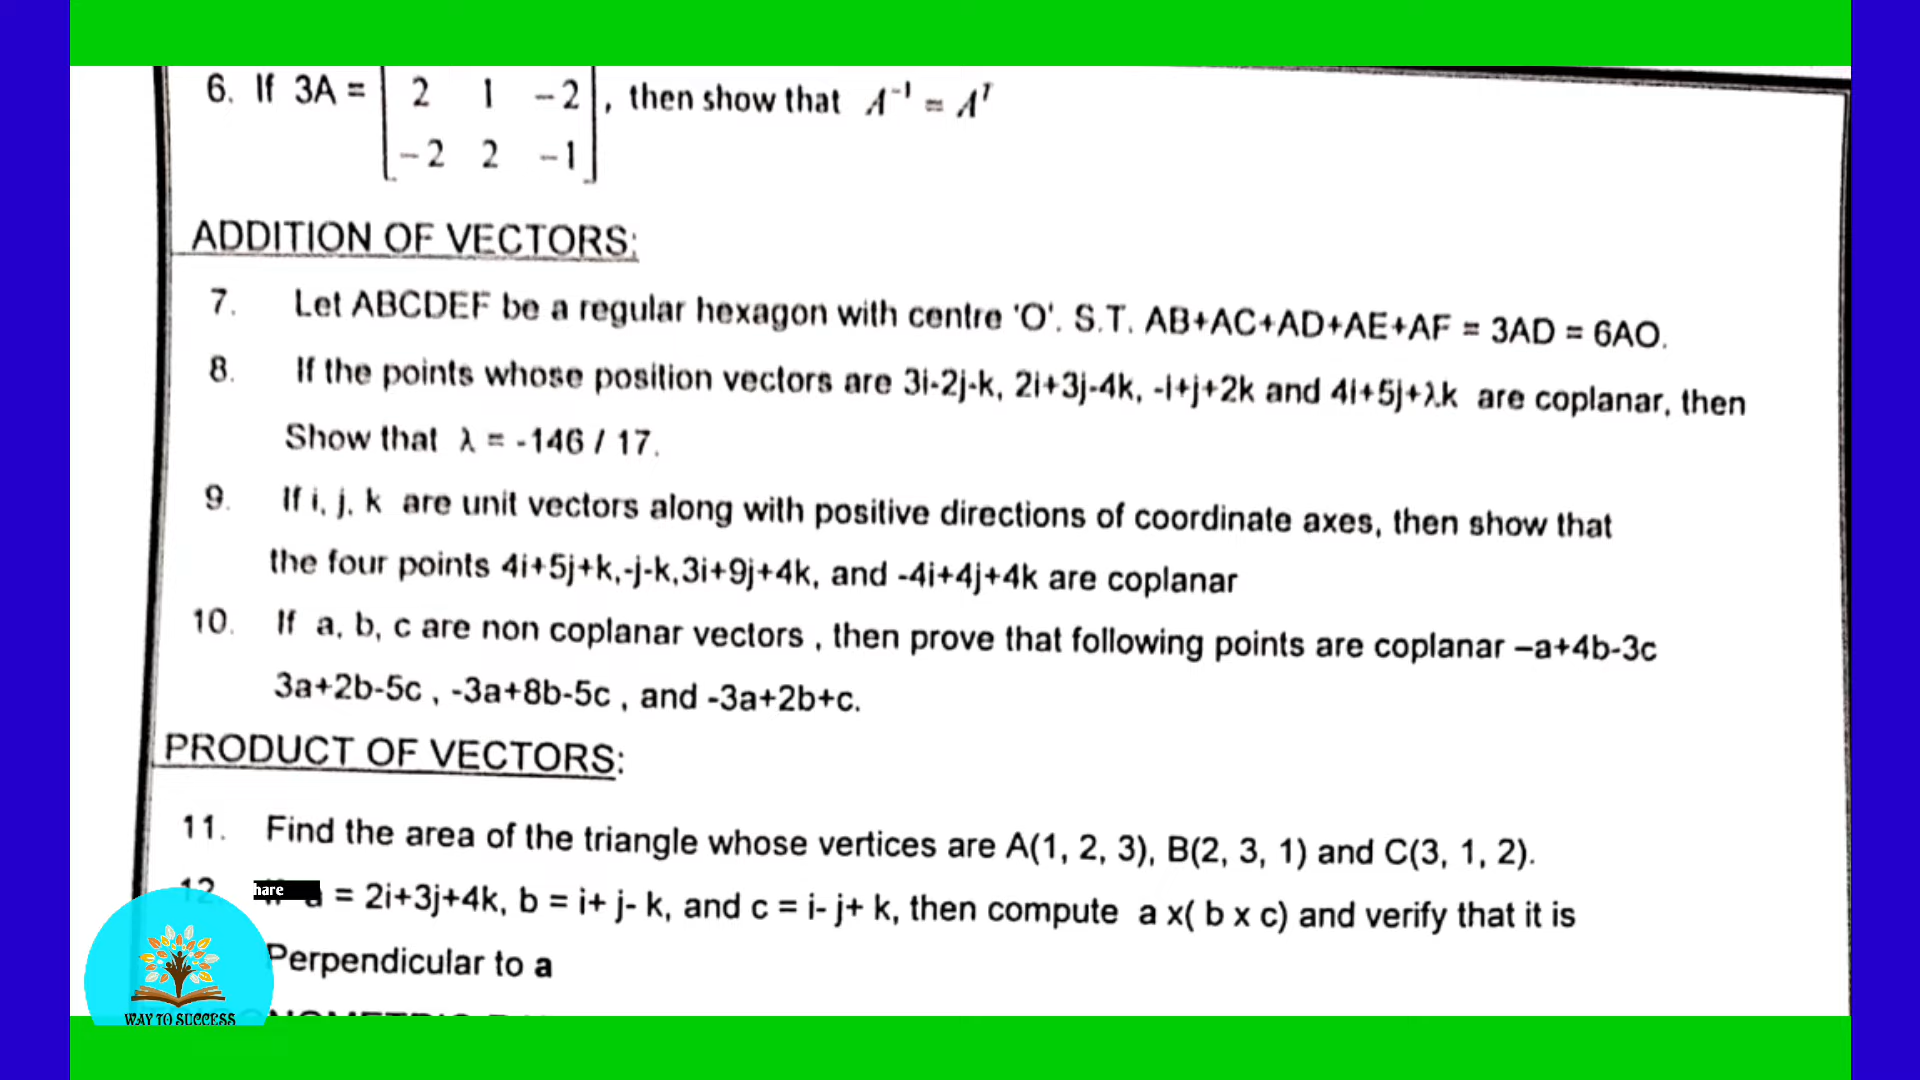 6. If 3A = [2 1 -2
-2 2 -1], then show that A⁻¹ = Aᵀ
ADDITION OF VECTORS:
7. Let ABCDEF be a regular hexagon with centre 'O'. S.T. AB+AC+AD+AE+AF = 3AD = 6AO.
8. If the points whose position vectors are 3i-2j-k, 2i+3j-4k, -i+j+2k and 4i+5j+λk are coplanar, then
Show that λ = -146 / 17.
9. If i, j, k are unit vectors along with positive directions of coordinate axes, then show that
the four points 4i+5j+k,-j-k,3i+9j+4k, and -4i+4j+4k are coplanar
10. If a, b, c are non coplanar vectors , then prove that following points are coplanar –a+4b-3c
3a+2b-5c , -3a+8b-5c , and -3a+2b+c.
PRODUCT OF VECTORS:
11. Find the area of the triangle whose vertices are A(1, 2, 3), B(2, 3, 1) and C(3, 1, 2).
12. hare = 2i+3j+4k, b = i+ j- k, and c = i- j+ k, then compute a x( b x c) and verify that it is
Perpendicular to a
WAY TO SUCCESS